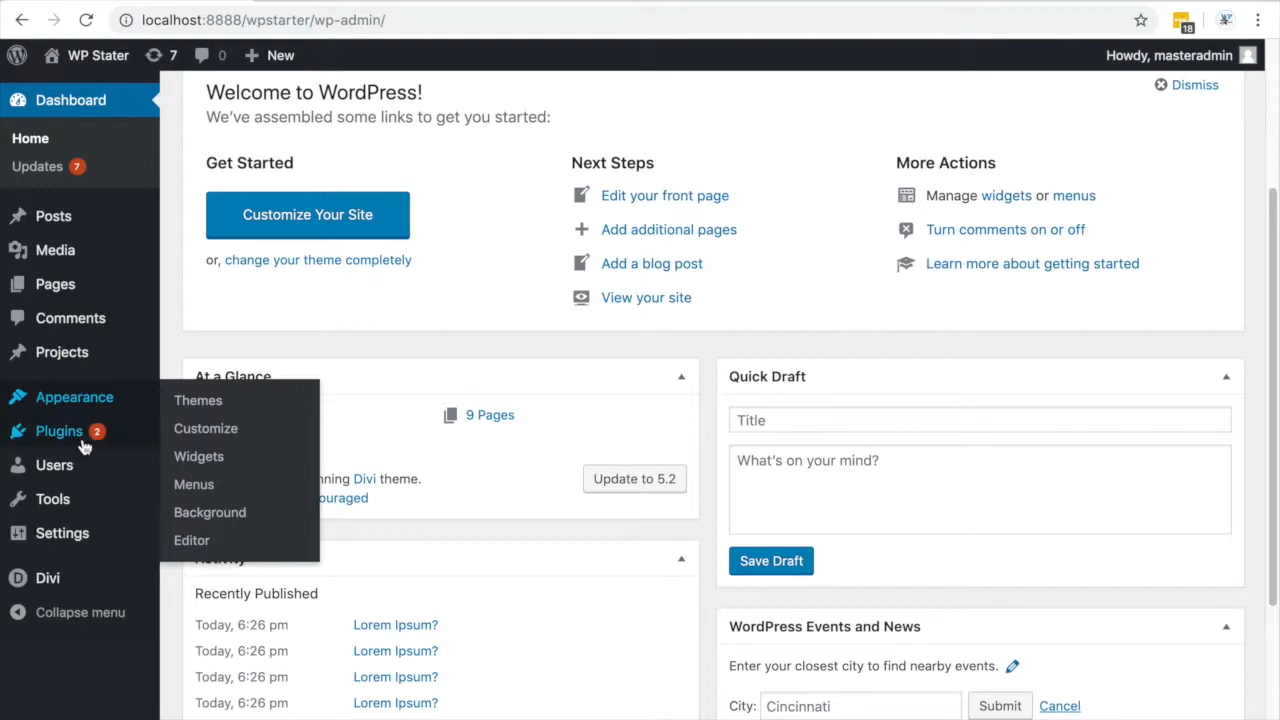 localhost:8888/wpstarter/wp-admin/
18
WP Stater
7
0
New
Howdy, masteradmin
Dashboard
Home
Updates 7
Posts
Media
Pages
Comments
Projects
Appearance
Plugins 2
Users
Tools
Settings
Divi
Collapse menu
Themes
Customize
Widgets
Menus
Background
Editor
Welcome to WordPress!
Dismiss
We've assembled some links to get you started:
Get Started
Customize Your Site
or, change your theme completely
Next Steps
Edit your front page
Add additional pages
Add a blog post
View your site
More Actions
Manage widgets or menus
Turn comments on or off
Learn more about getting started
At a Glance
9 Pages
nning Divi theme.
Update to 5.2
ouraged
Activity
Recently Published
Today, 6:26 pm Lorem Ipsum?
Today, 6:26 pm Lorem Ipsum?
Today, 6:26 pm Lorem Ipsum?
Today, 6:26 pm Lorem Ipsum?
Quick Draft
Title
What's on your mind?
Save Draft
WordPress Events and News
Enter your closest city to find nearby events.
City: Cincinnati Submit Cancel